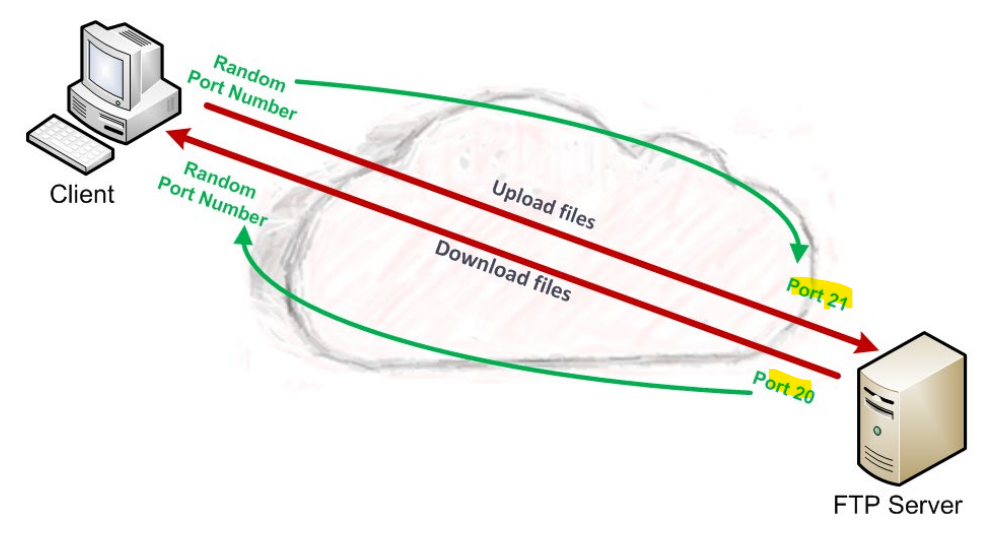 Random
Port Number
Client
Random
Port Number
Upload files
Download files
Port 21
Port 20
FTP Server